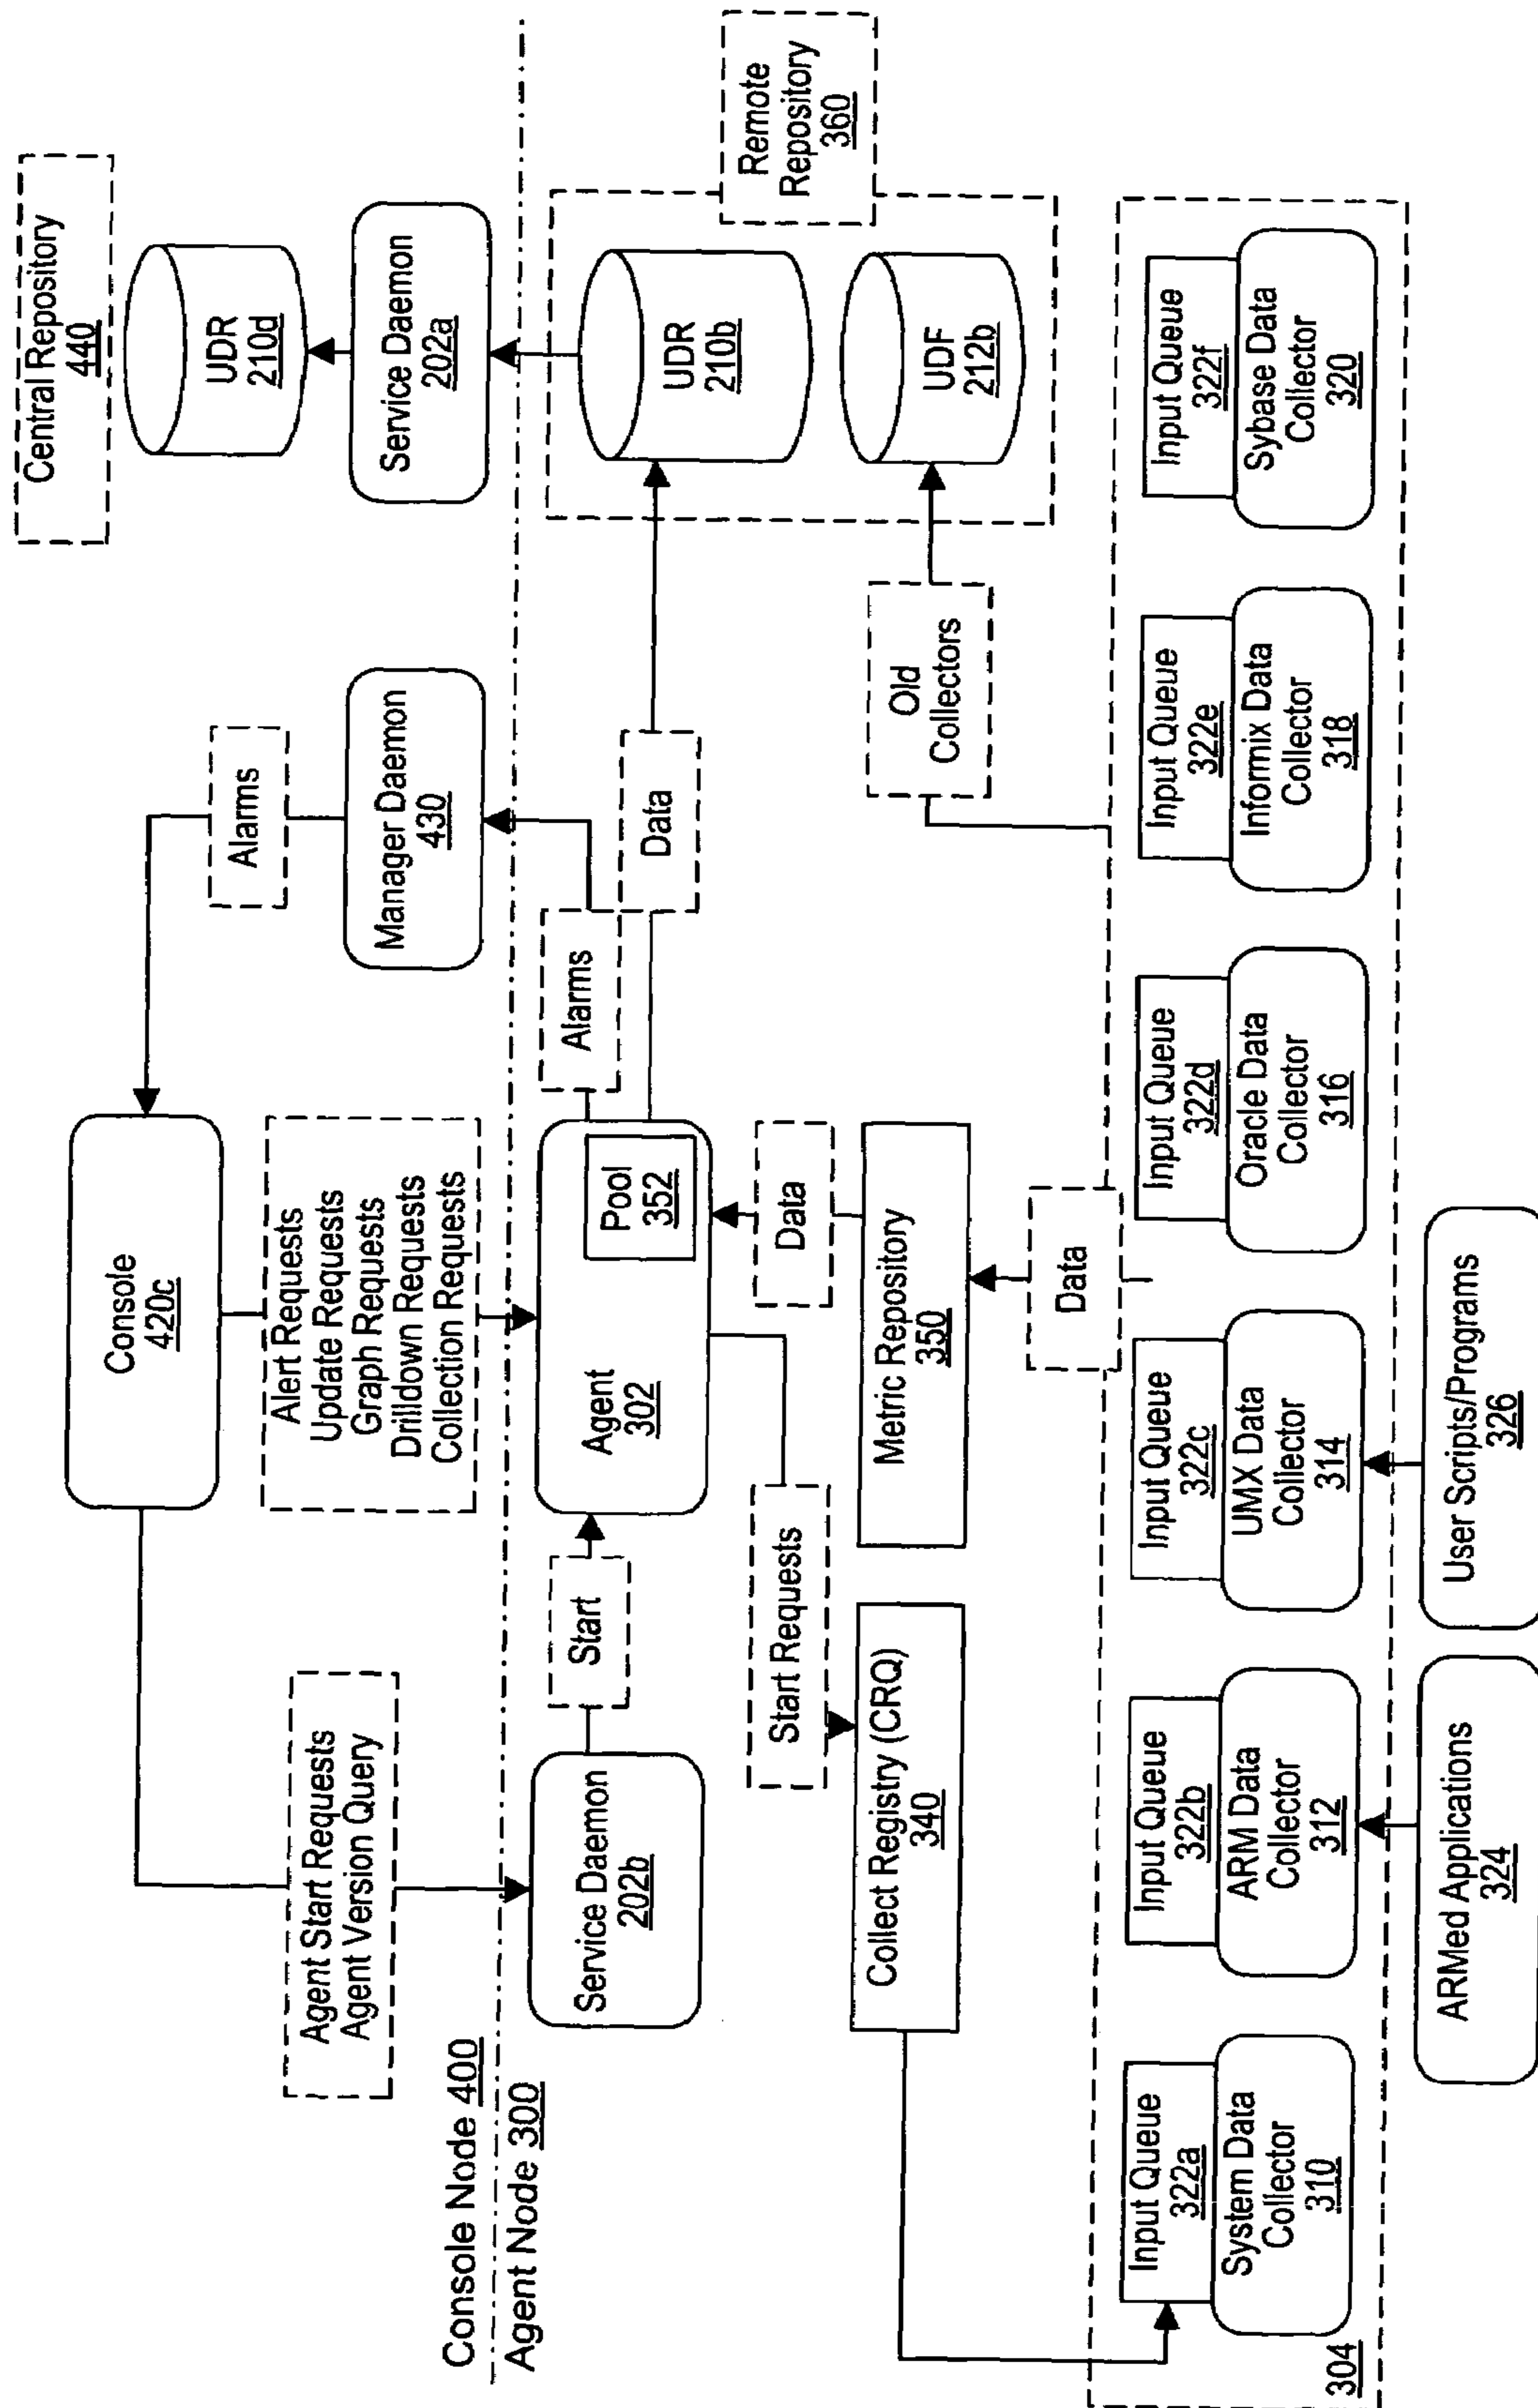 Central Repository
440
UDR
210d
Service Daemon
202a
Alarms
Manager Daemon
430
Console
420c
Alert Requests
Update Requests
Graph Requests
Drilldown Requests
Collection Requests
Agent Start Requests
Agent Version Query
Console Node 400
Agent Node 300
Service Daemon
202b
Start
Agent
302
Pool
352
Alarms
Data
UDR
210b
UDF
212b
Remote
Repository
360
Old
Collectors
Data
Start Requests
Collect Registry (CRQ)
340
Metric Repository
350
Data
304
Input Queue
322a
System Data
Collector
310
Input Queue
322b
ARM Data
Collector
312
Input Queue
322c
UMX Data
Collector
314
Input Queue
322d
Oracle Data
Collector
316
Input Queue
322e
Informix Data
Collector
318
Input Queue
322f
Sybase Data
Collector
320
ARMed Applications
324
User Scripts/Programs
326